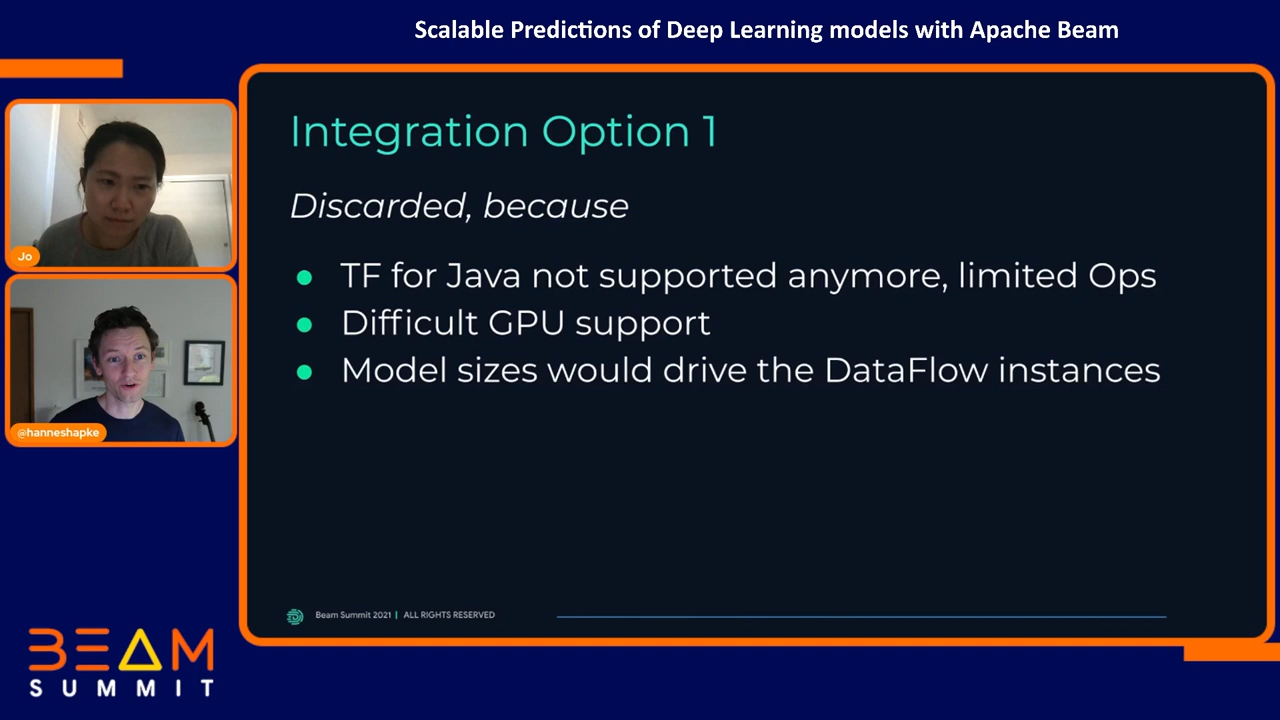 Scalable Predictions of Deep Learning models with Apache Beam
Jo
@hanneshapke
Integration Option 1
Discarded, because
● TF for Java not supported anymore, limited Ops
● Difficult GPU support
● Model sizes would drive the DataFlow instances
Beam Summit 2021 | ALL RIGHTS RESERVED
BEAM
SUMMIT